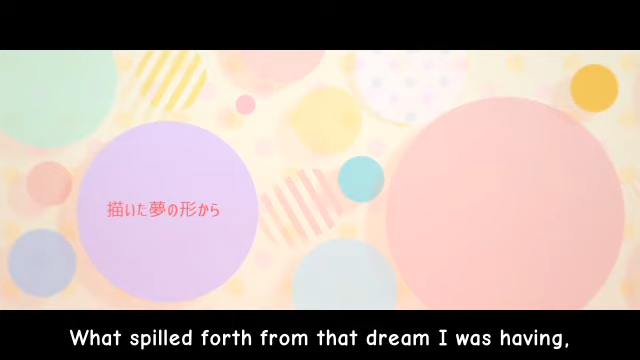 描いた夢の形から
What spilled forth from that dream I was having,